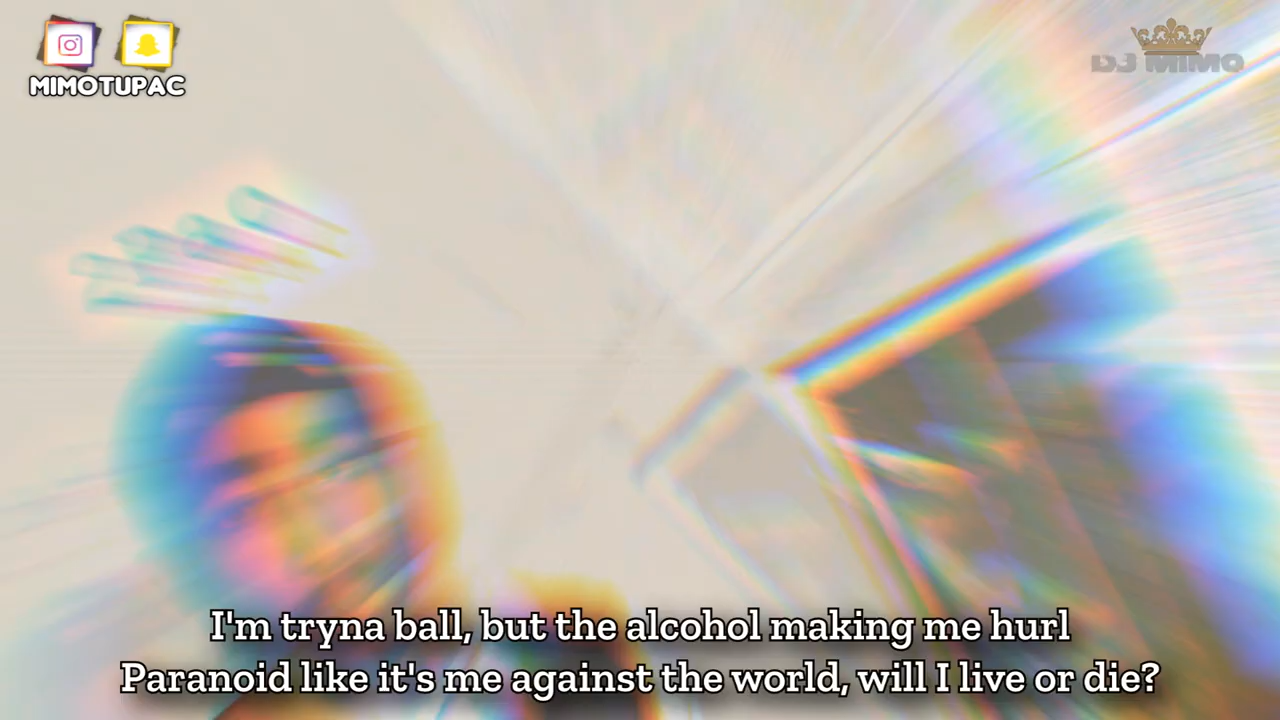 MIMOTUPAC
DJ MIMO
I'm tryna ball, but the alcohol making me hurl
Paranoid like it's me against the world, will I live or die?